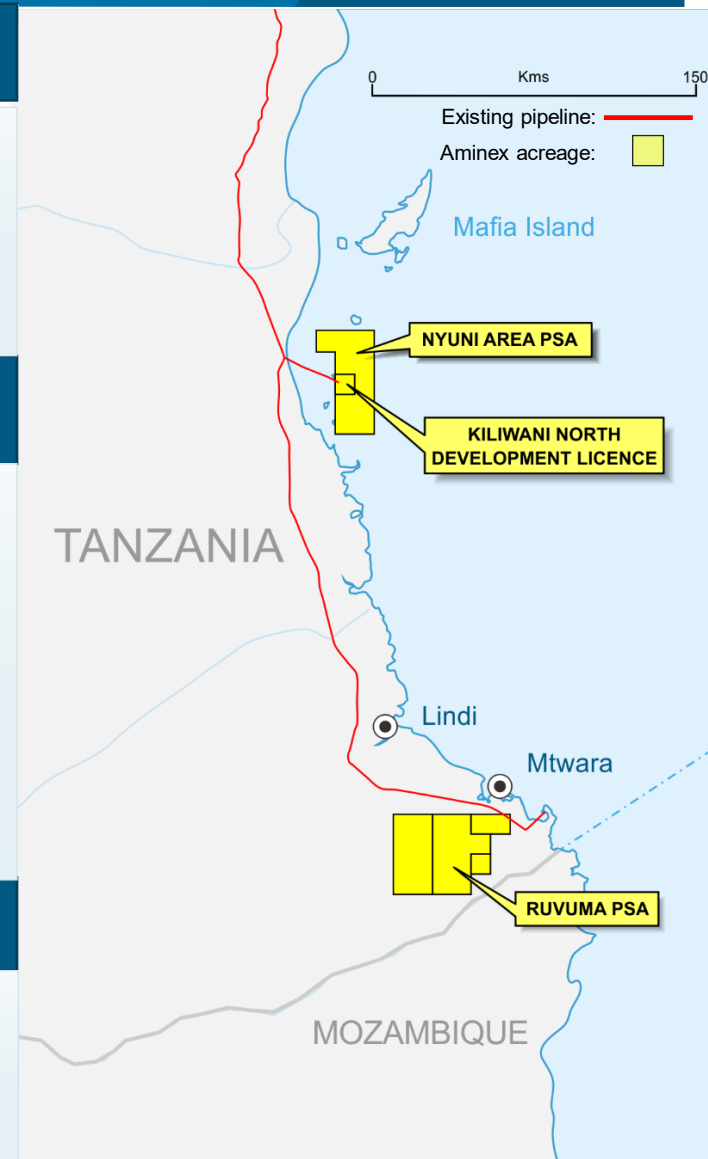 0 Kms 150
Existing pipeline:
Aminex acreage:
Mafia Island
NYUNI AREA PSA
KILIWANI NORTH
DEVELOPMENT LICENCE
TANZANIA
Lindi
Mtwara
RUVUMA PSA
MOZAMBIQUE